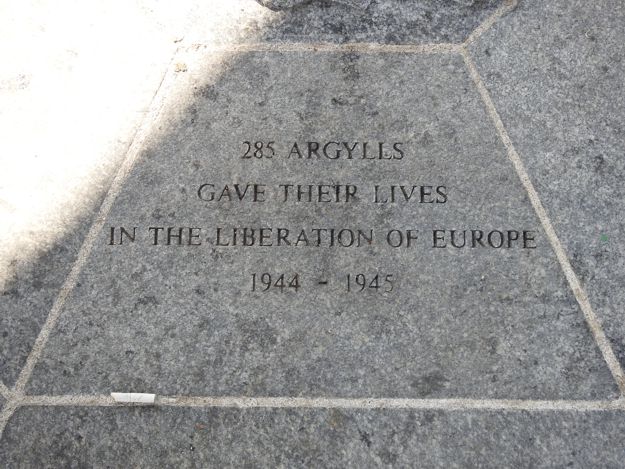 285 ARGYLLS
GAVE THEIR LIVES
IN THE LIBERATION OF EUROPE
1944 - 1945